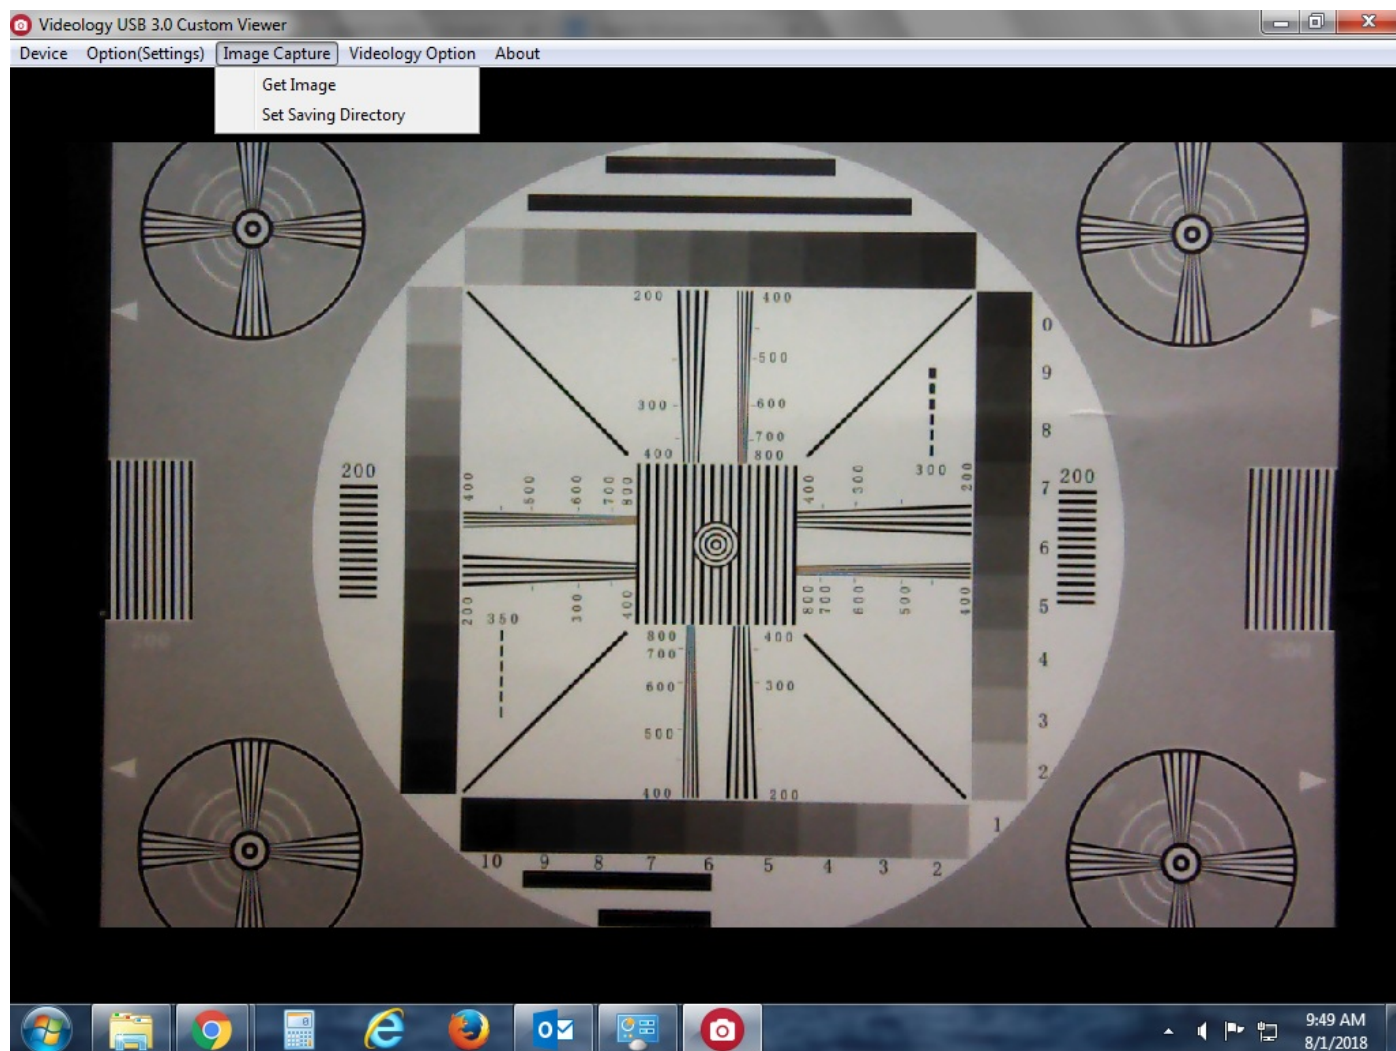 Videology USB 3.0 Custom Viewer
Device Option(Settings) Image Capture Videology Option About
Get Image
Set Saving Directory
200 400
500
300 600
700
400 800
0
9
8
7
6
5
4
3
2
1
300
200
200
400 500 600 700 800
400 300 200
200 300 400
800 700 600 500 400
350
800 400
700
600 300
500
400 200
10 9 8 7 6 5 4 3 2
200
200
9:49 AM
8/1/2018